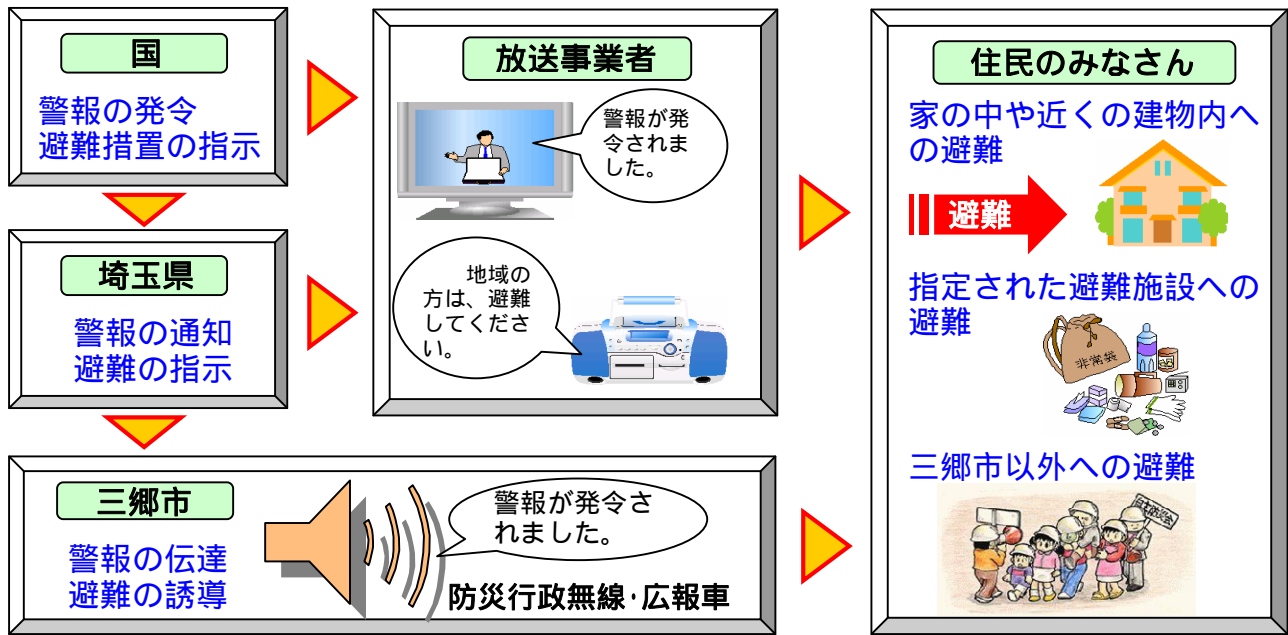 国
警報の発令
避難措置の指示
埼玉県
警報の通知
避難の指示
放送事業者
警報が発
令されま
した。
地域の
方は、避難
してくださ
い。
三郷市
警報の伝達
避難の誘導
警報が発令さ
れました。
防災行政無線・広報車
住民のみなさん
家の中や近くの建物内へ
の避難
避難
指定された避難施設への
避難
非常袋
三郷市以外への避難